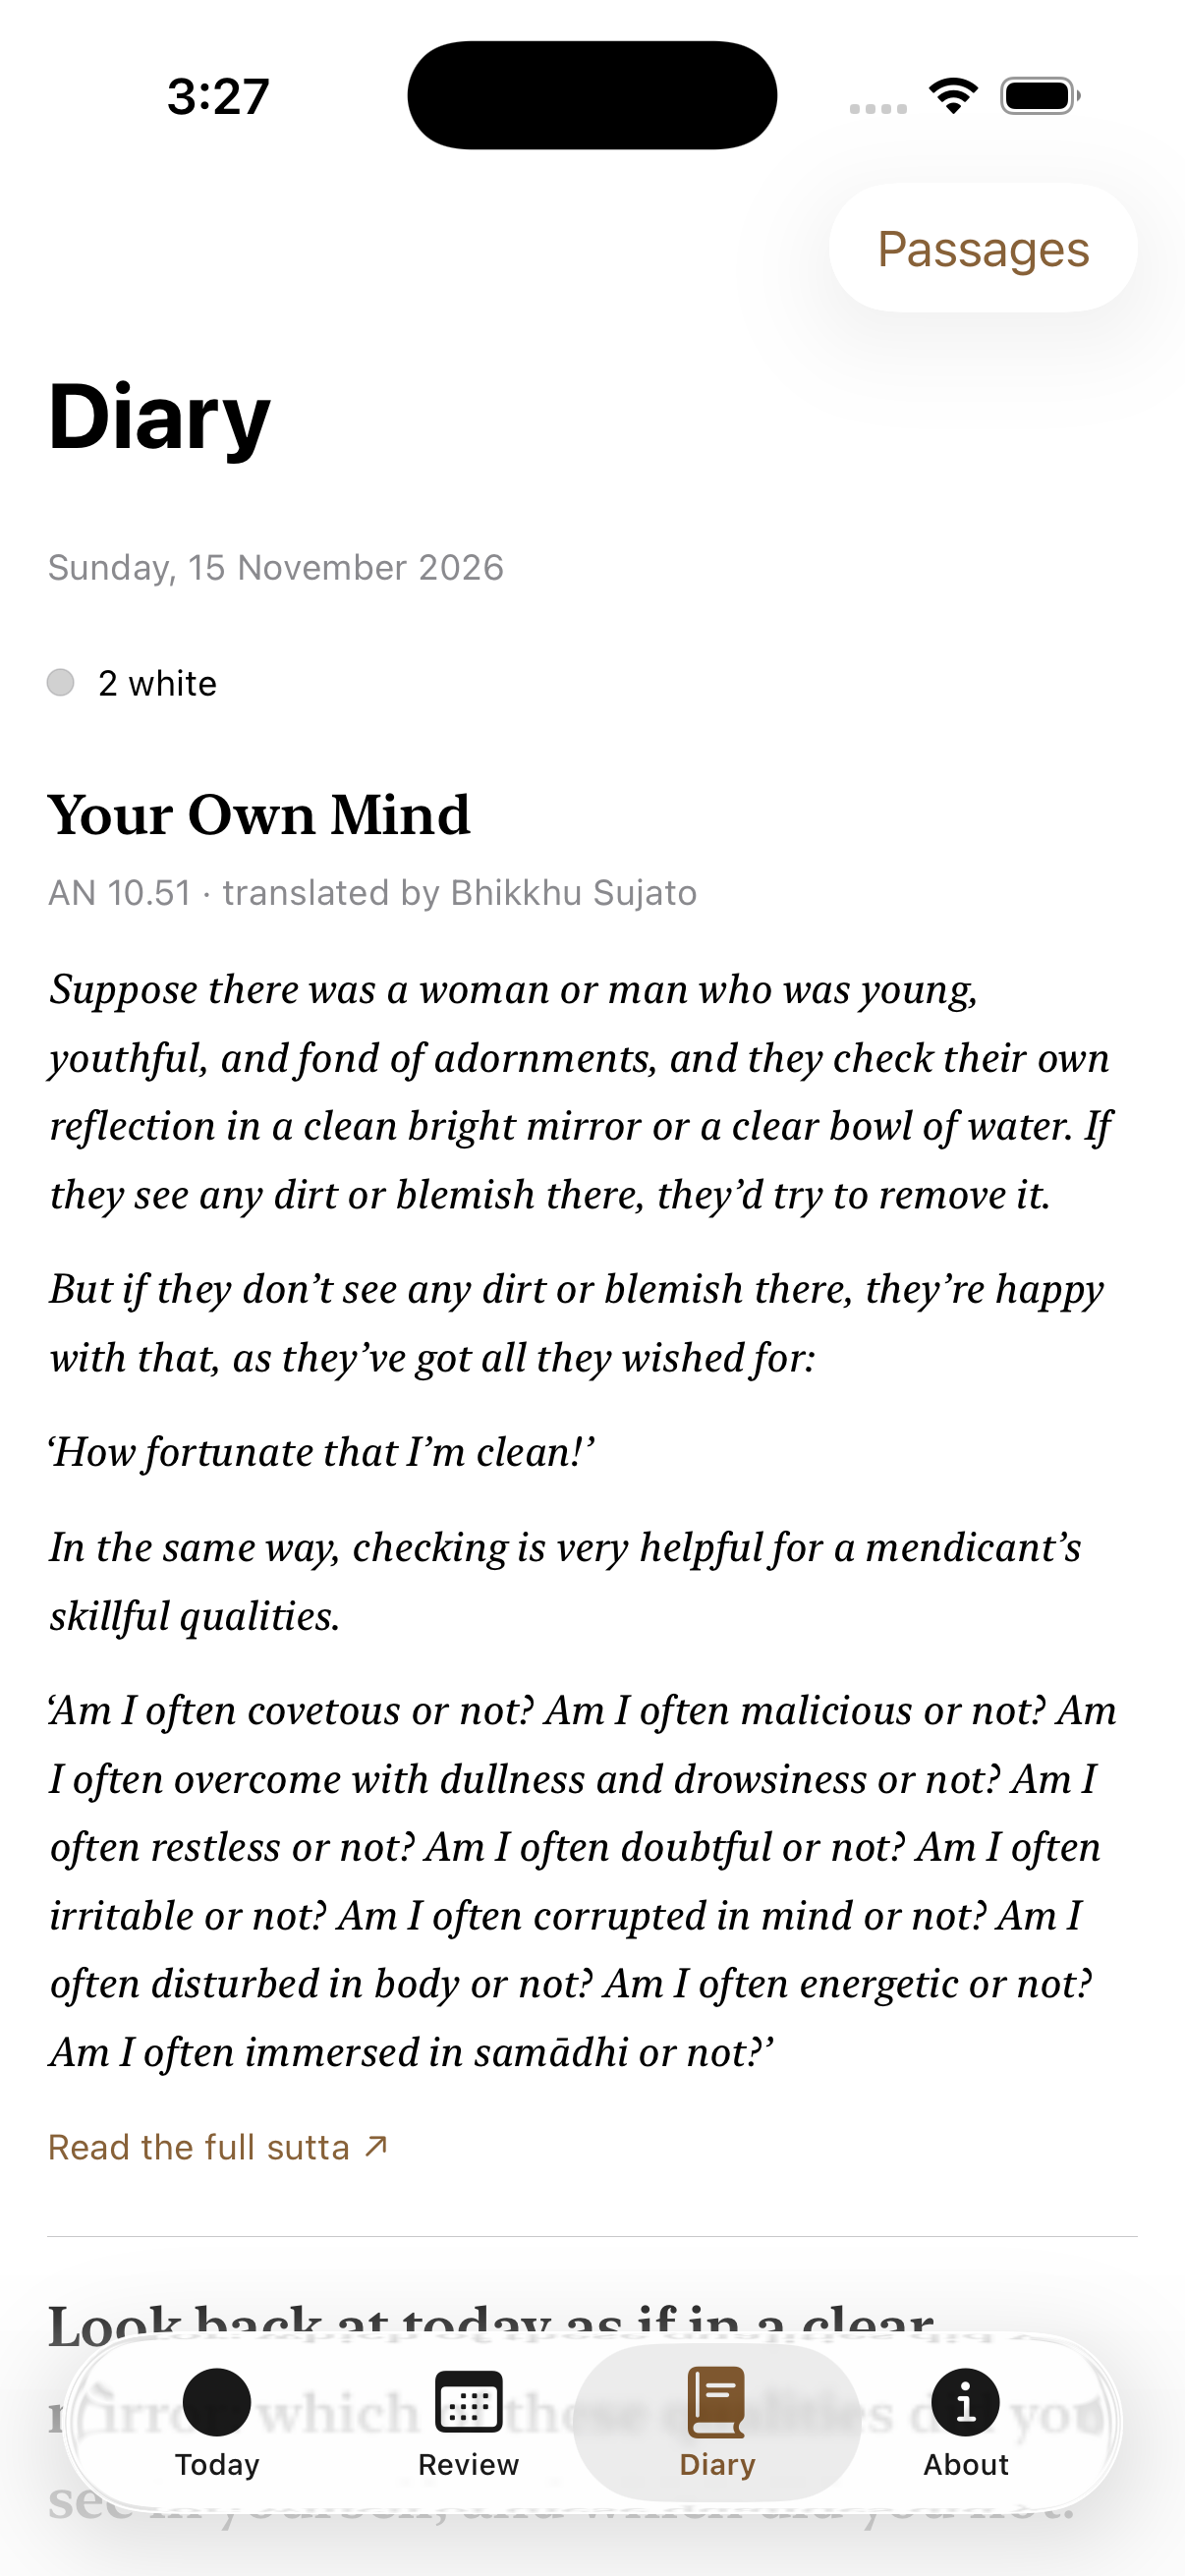 3:27
Passages
Diary
Sunday, 15 November 2026
2 white
Your Own Mind
AN 10.51 · translated by Bhikkhu Sujato
Suppose there was a woman or man who was young,
youthful, and fond of adornments, and they check their own
reflection in a clean bright mirror or a clear bowl of water. If
they see any dirt or blemish there, they’d try to remove it.
But if they don’t see any dirt or blemish there, they’re happy
with that, as they’ve got all they wished for:
‘How fortunate that I’m clean!’
In the same way, checking is very helpful for a mendicant’s
skillful qualities.
‘Am I often covetous or not? Am I often malicious or not? Am
I often overcome with dullness and drowsiness or not? Am I
often restless or not? Am I often doubtful or not? Am I often
irritable or not? Am I often corrupted in mind or not? Am I
often disturbed in body or not? Am I often energetic or not?
Am I often immersed in samādhi or not?’
Read the full sutta ↗
Look back at today as if in a clear
which of those qualities did you
see
Today
Review
Diary
About